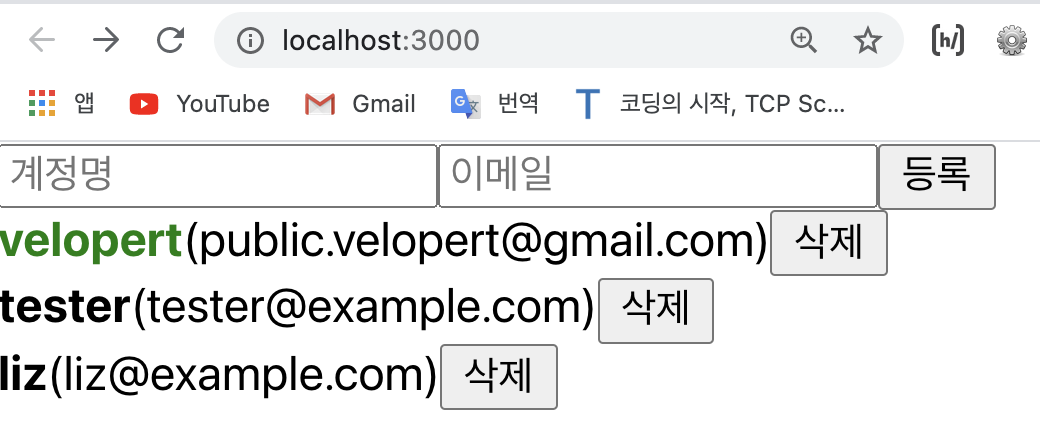 localhost:3000
앱 YouTube Gmail 번역 코딩의 시작, TCP Sc...
계정명 이메일 등록
velopert(public.velopert@gmail.com) 삭제
tester(tester@example.com) 삭제
liz(liz@example.com) 삭제